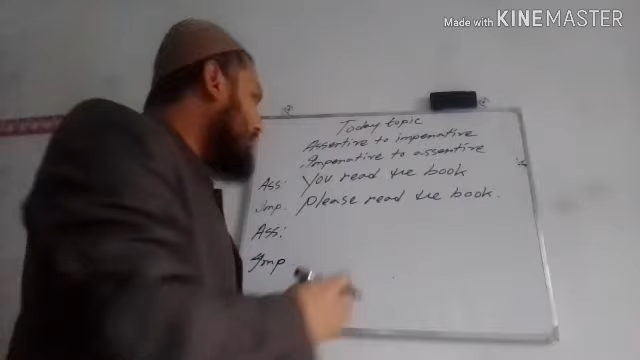 Made with KINEMASTER
Today topic
Assertive to imperative
Imperative to assertive
Ass: You read the book
Imp. Please read the book.
Ass:
Imp